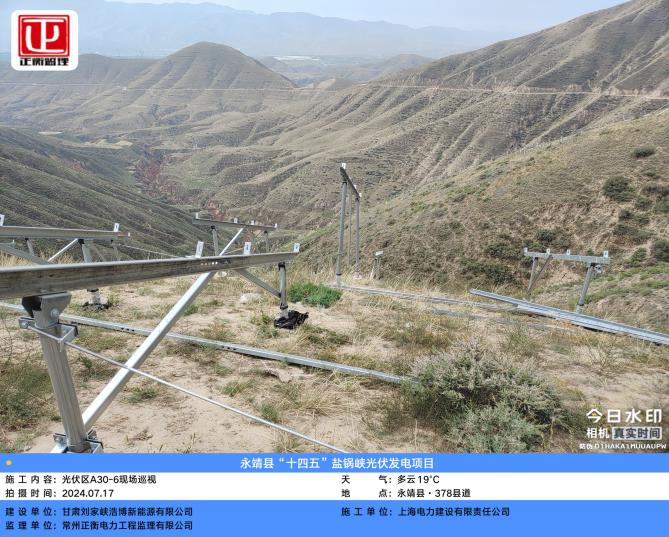 正衡监理
今日水印
相机 真实时间
防伪 D1HAKA1MUUAUPW
永靖县“十四五”盐锅峡光伏发电项目
施工内容：光伏区A30-6现场巡视
天气：多云 19℃
拍摄时间：2024.07.17
地点：永靖县·378县道
建设单位：甘肃刘家峡浩博新能源有限公司
施工单位：上海电力建设有限责任公司
监理单位：常州正衡电力工程监理有限公司